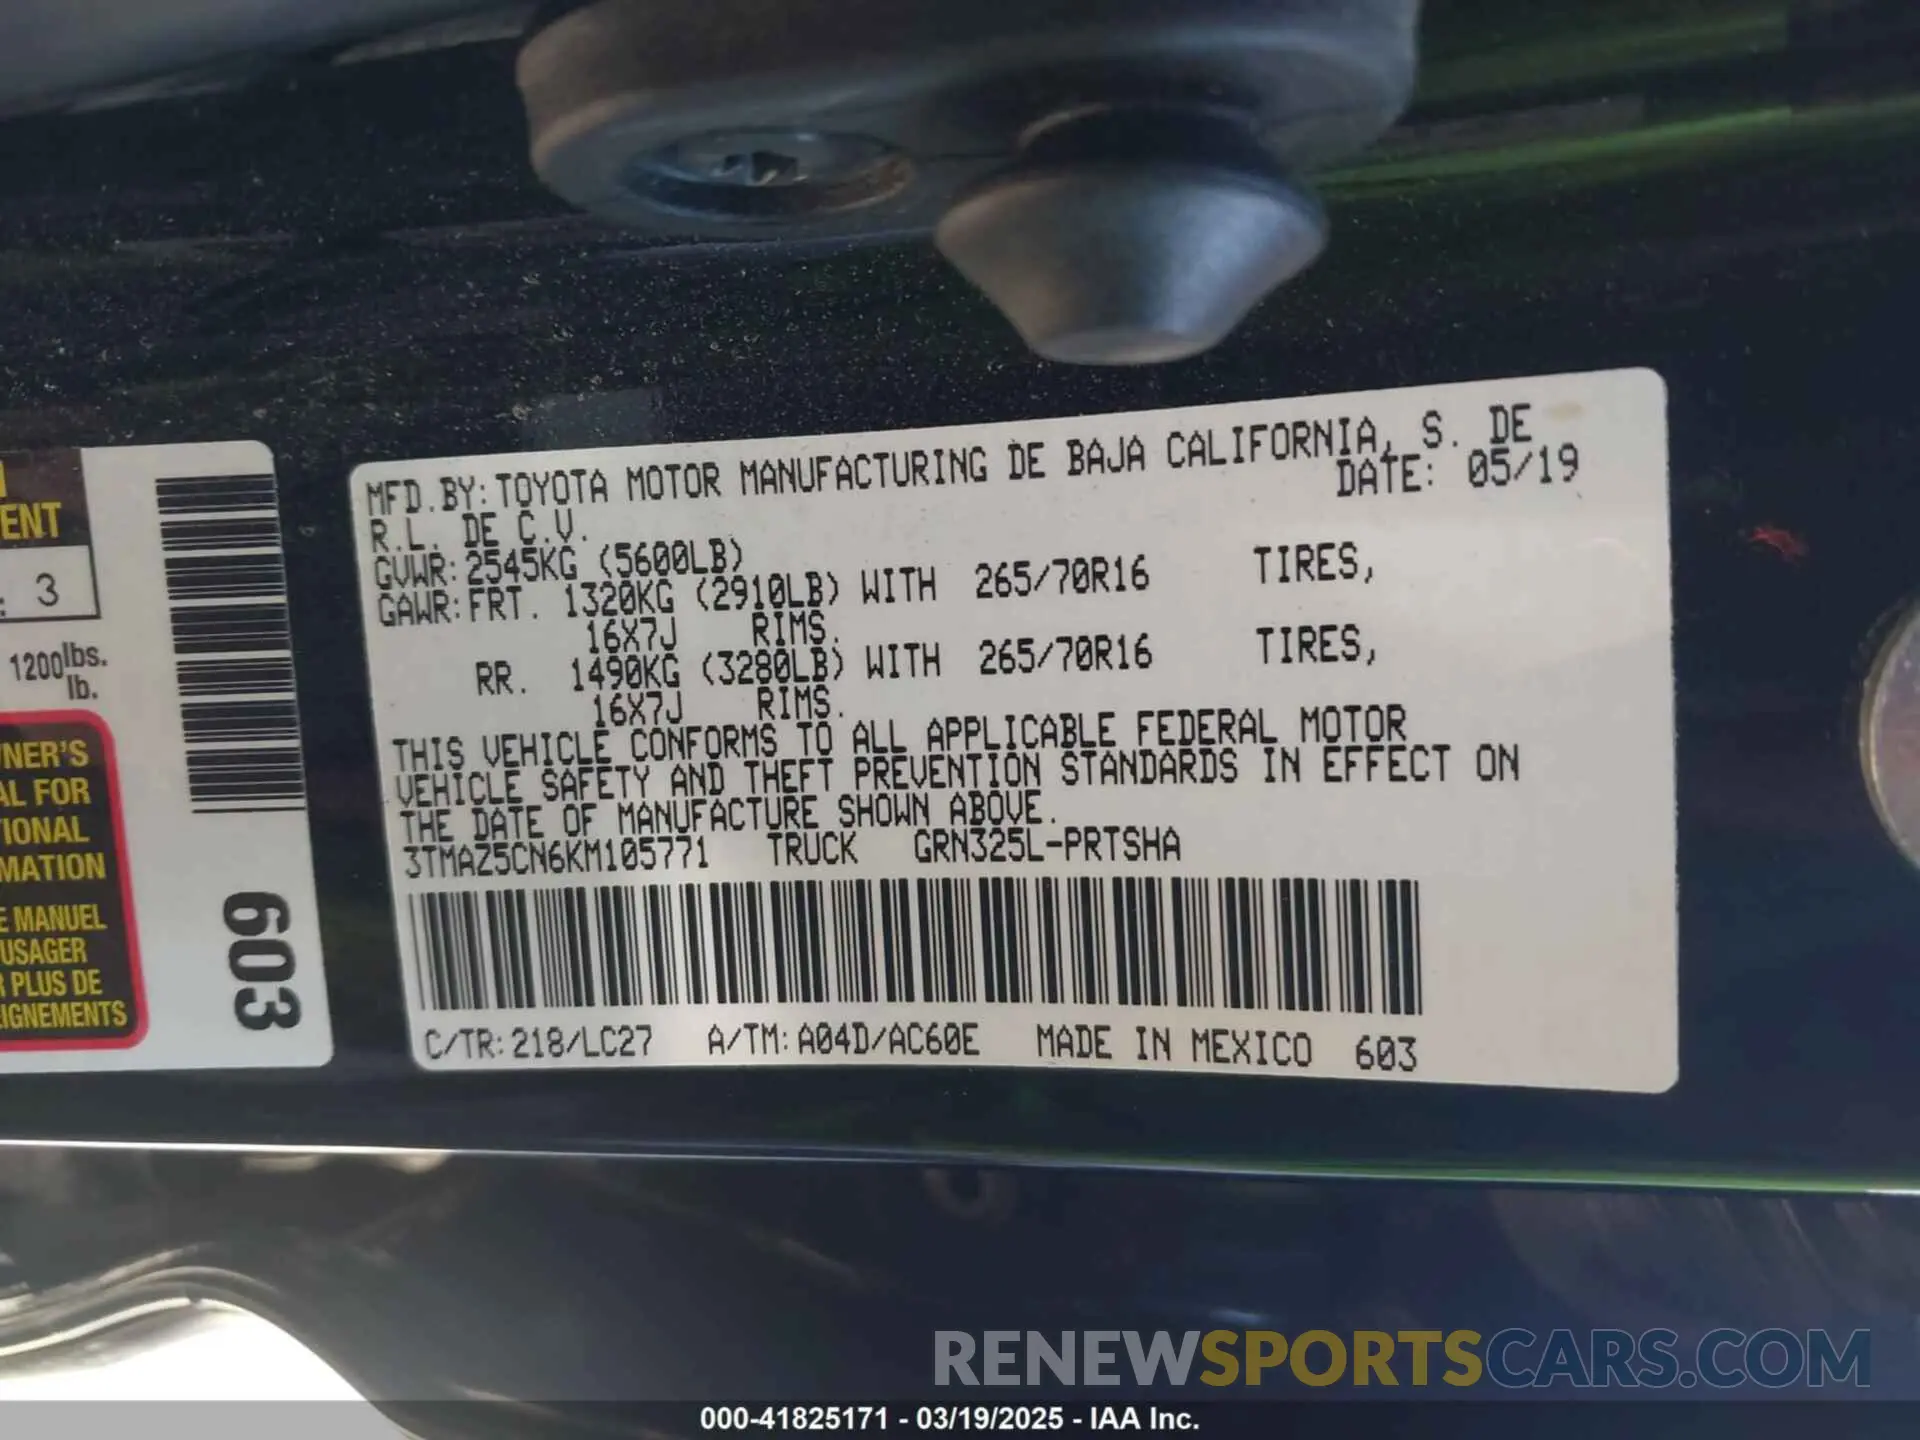 ENT
: 3
1200lbs.
lb.
NER'S
AL FOR
TIONAL
MATION
E MANUEL
USAGER
R PLUS DE
EIGNEMENTS
603
MFD.BY:TOYOTA MOTOR MANUFACTURING DE BAJA CALIFORNIA, S. DE
R.L. DE C.V. DATE: 05/19
GVWR:2545KG (5600LB)
GAWR:FRT. 1320KG (2910LB) WITH 265/70R16 TIRES,
16X7J RIMS.
RR. 1490KG (3280LB) WITH 265/70R16 TIRES,
16X7J RIMS.
THIS VEHICLE CONFORMS TO ALL APPLICABLE FEDERAL MOTOR
VEHICLE SAFETY AND THEFT PREVENTION STANDARDS IN EFFECT ON
THE DATE OF MANUFACTURE SHOWN ABOVE.
3TMAZ5CN6KM105771 TRUCK GRN325L-PRTSHA
C/TR:218/LC27 A/TM:A04D/AC60E MADE IN MEXICO 603
RENEWSPORTSCARS.COM
000-41825171 - 03/19/2025 - IAA Inc.